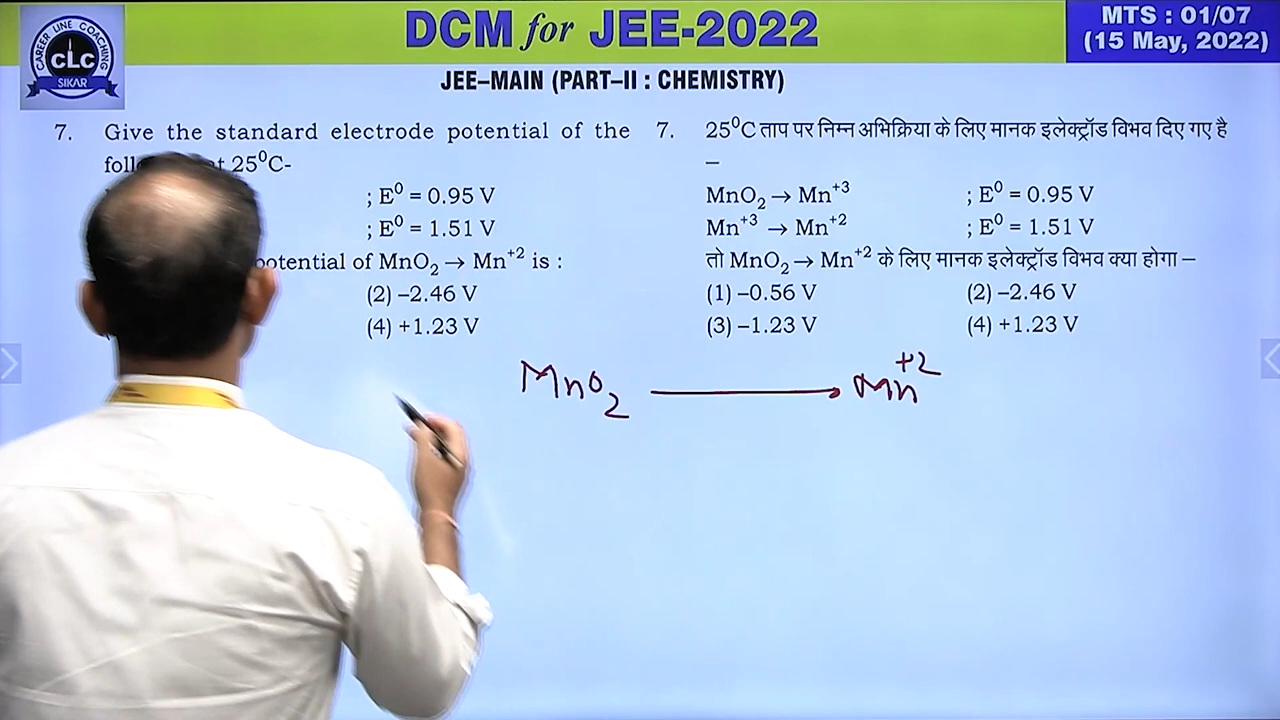 CAREER LINE COACHING
CLC
SIKAR
DCM for JEE-2022
MTS : 01/07
(15 May, 2022)
JEE–MAIN (PART–II : CHEMISTRY)
7. Give the standard electrode potential of the
25⁰C-
; E⁰ = 0.95 V
; E⁰ = 1.51 V
potential of MnO₂ → Mn⁺² is :
(2) –2.46 V
(4) +1.23 V
7. 25⁰C ताप पर निम्न अभिक्रिया के लिए मानक इलेक्ट्रॉड विभव दिए गए है
–
MnO₂ → Mn⁺³ ; E⁰ = 0.95 V
Mn⁺³ → Mn⁺² ; E⁰ = 1.51 V
तो MnO₂ → Mn⁺² के लिए मानक इलेक्ट्रॉड विभव क्या होगा –
(1) –0.56 V (2) –2.46 V
(3) –1.23 V (4) +1.23 V
MnO₂ → Mn⁺²